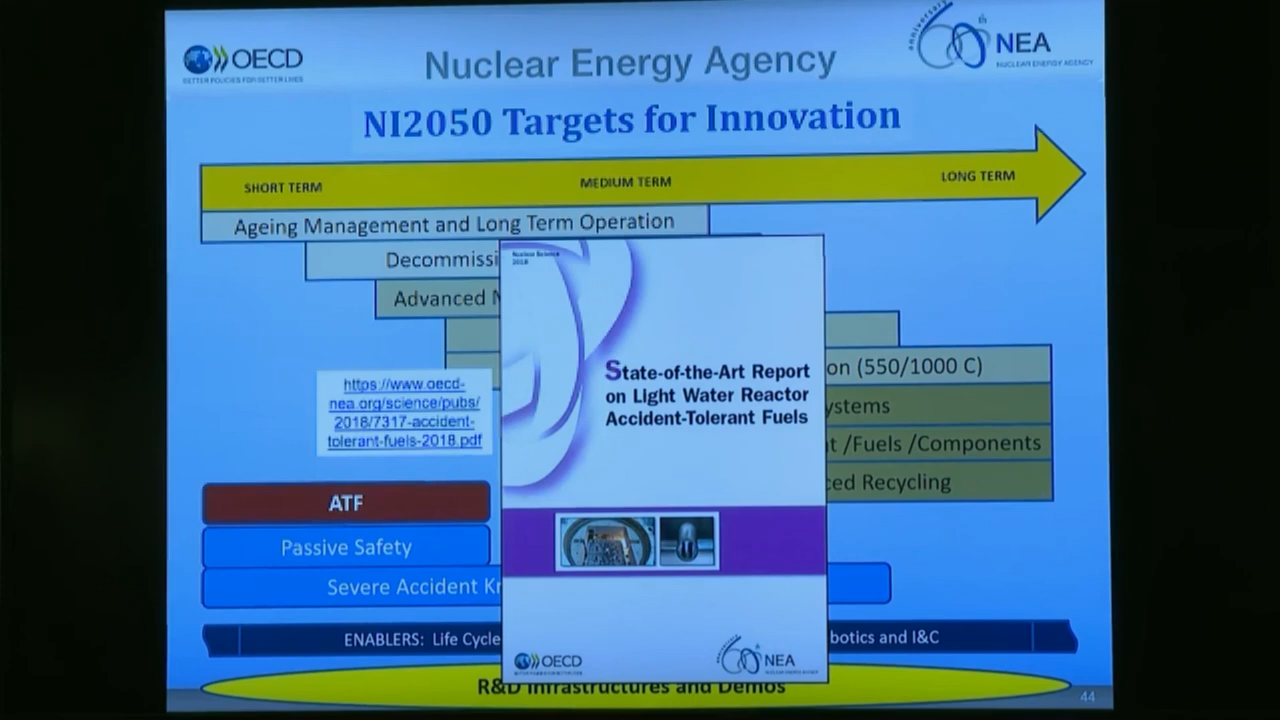 OECD
BETTER POLICIES FOR BETTER LIVES
Nuclear Energy Agency
anniversary
60th
NEA
NUCLEAR ENERGY AGENCY
NI2050 Targets for Innovation
SHORT TERM
MEDIUM TERM
LONG TERM
Ageing Management and Long Term Operation
Decommissi
Advanced N
on (550/1000 C)
ystems
t /Fuels /Components
ced Recycling
https://www.oecd-
nea.org/science/pubs/
2018/7317-accident-
tolerant-fuels-2018.pdf
Nuclear Science
2018
State-of-the-Art Report
on Light Water Reactor
Accident-Tolerant Fuels
OECD
60th
NEA
ATF
Passive Safety
Severe Accident Kn
ENABLERS: Life Cycle
botics and I&C
R&D Infrastructures and Demos
44